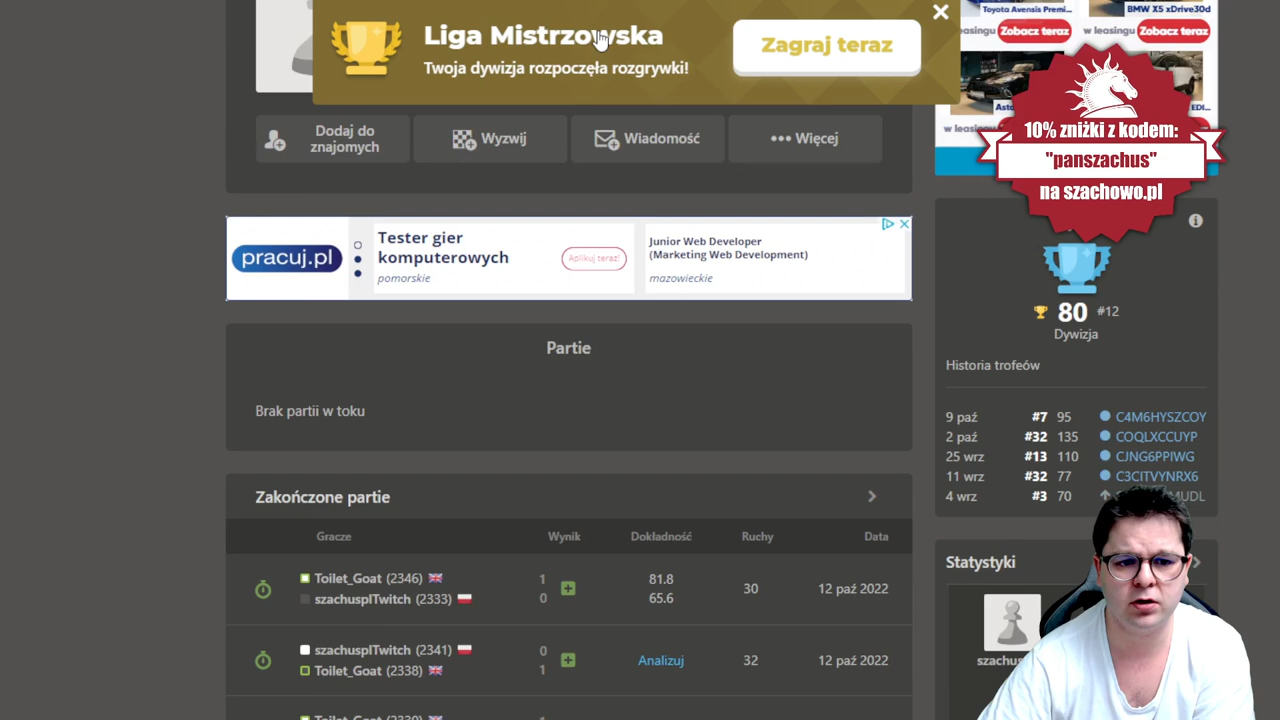 Liga Mistrzowska
Twoja dywizja rozpoczęła rozgrywki!
Zagraj teraz
Toyota Avensis Premi...
BMW X5 xDrive30d
Zobacz teraz
w leasingu
Zobacz teraz
w leasingu
10% zniżki z kodem:
"panszachus"
na szachowo.pl
Dodaj do
znajomych
Wyzwij
Wiadomość
••• Więcej
pracuj.pl
Tester gier
komputerowych
pomorskie
Aplikuj teraz!
Junior Web Developer
(Marketing Web Development)
mazowieckie
80 #12
Dywizja
Historia trofeów
9 paź #7 95 C4M6HYSZCOY
2 paź #32 135 COQLXCCUYP
25 wrz #13 110 CJNG6PPIWG
11 wrz #32 77 C3CITVYNRX6
4 wrz #3 70
Partie
Brak partii w toku
Zakończone partie
Gracze Wynik Dokładność Ruchy Data
Toilet_Goat (2346) 1 81.8
szachusplTwitch (2333) 0 65.6
30 12 paź 2022
szachusplTwitch (2341) 0
Toilet_Goat (2338) 1
Analizuj 32 12 paź 2022
Statystyki